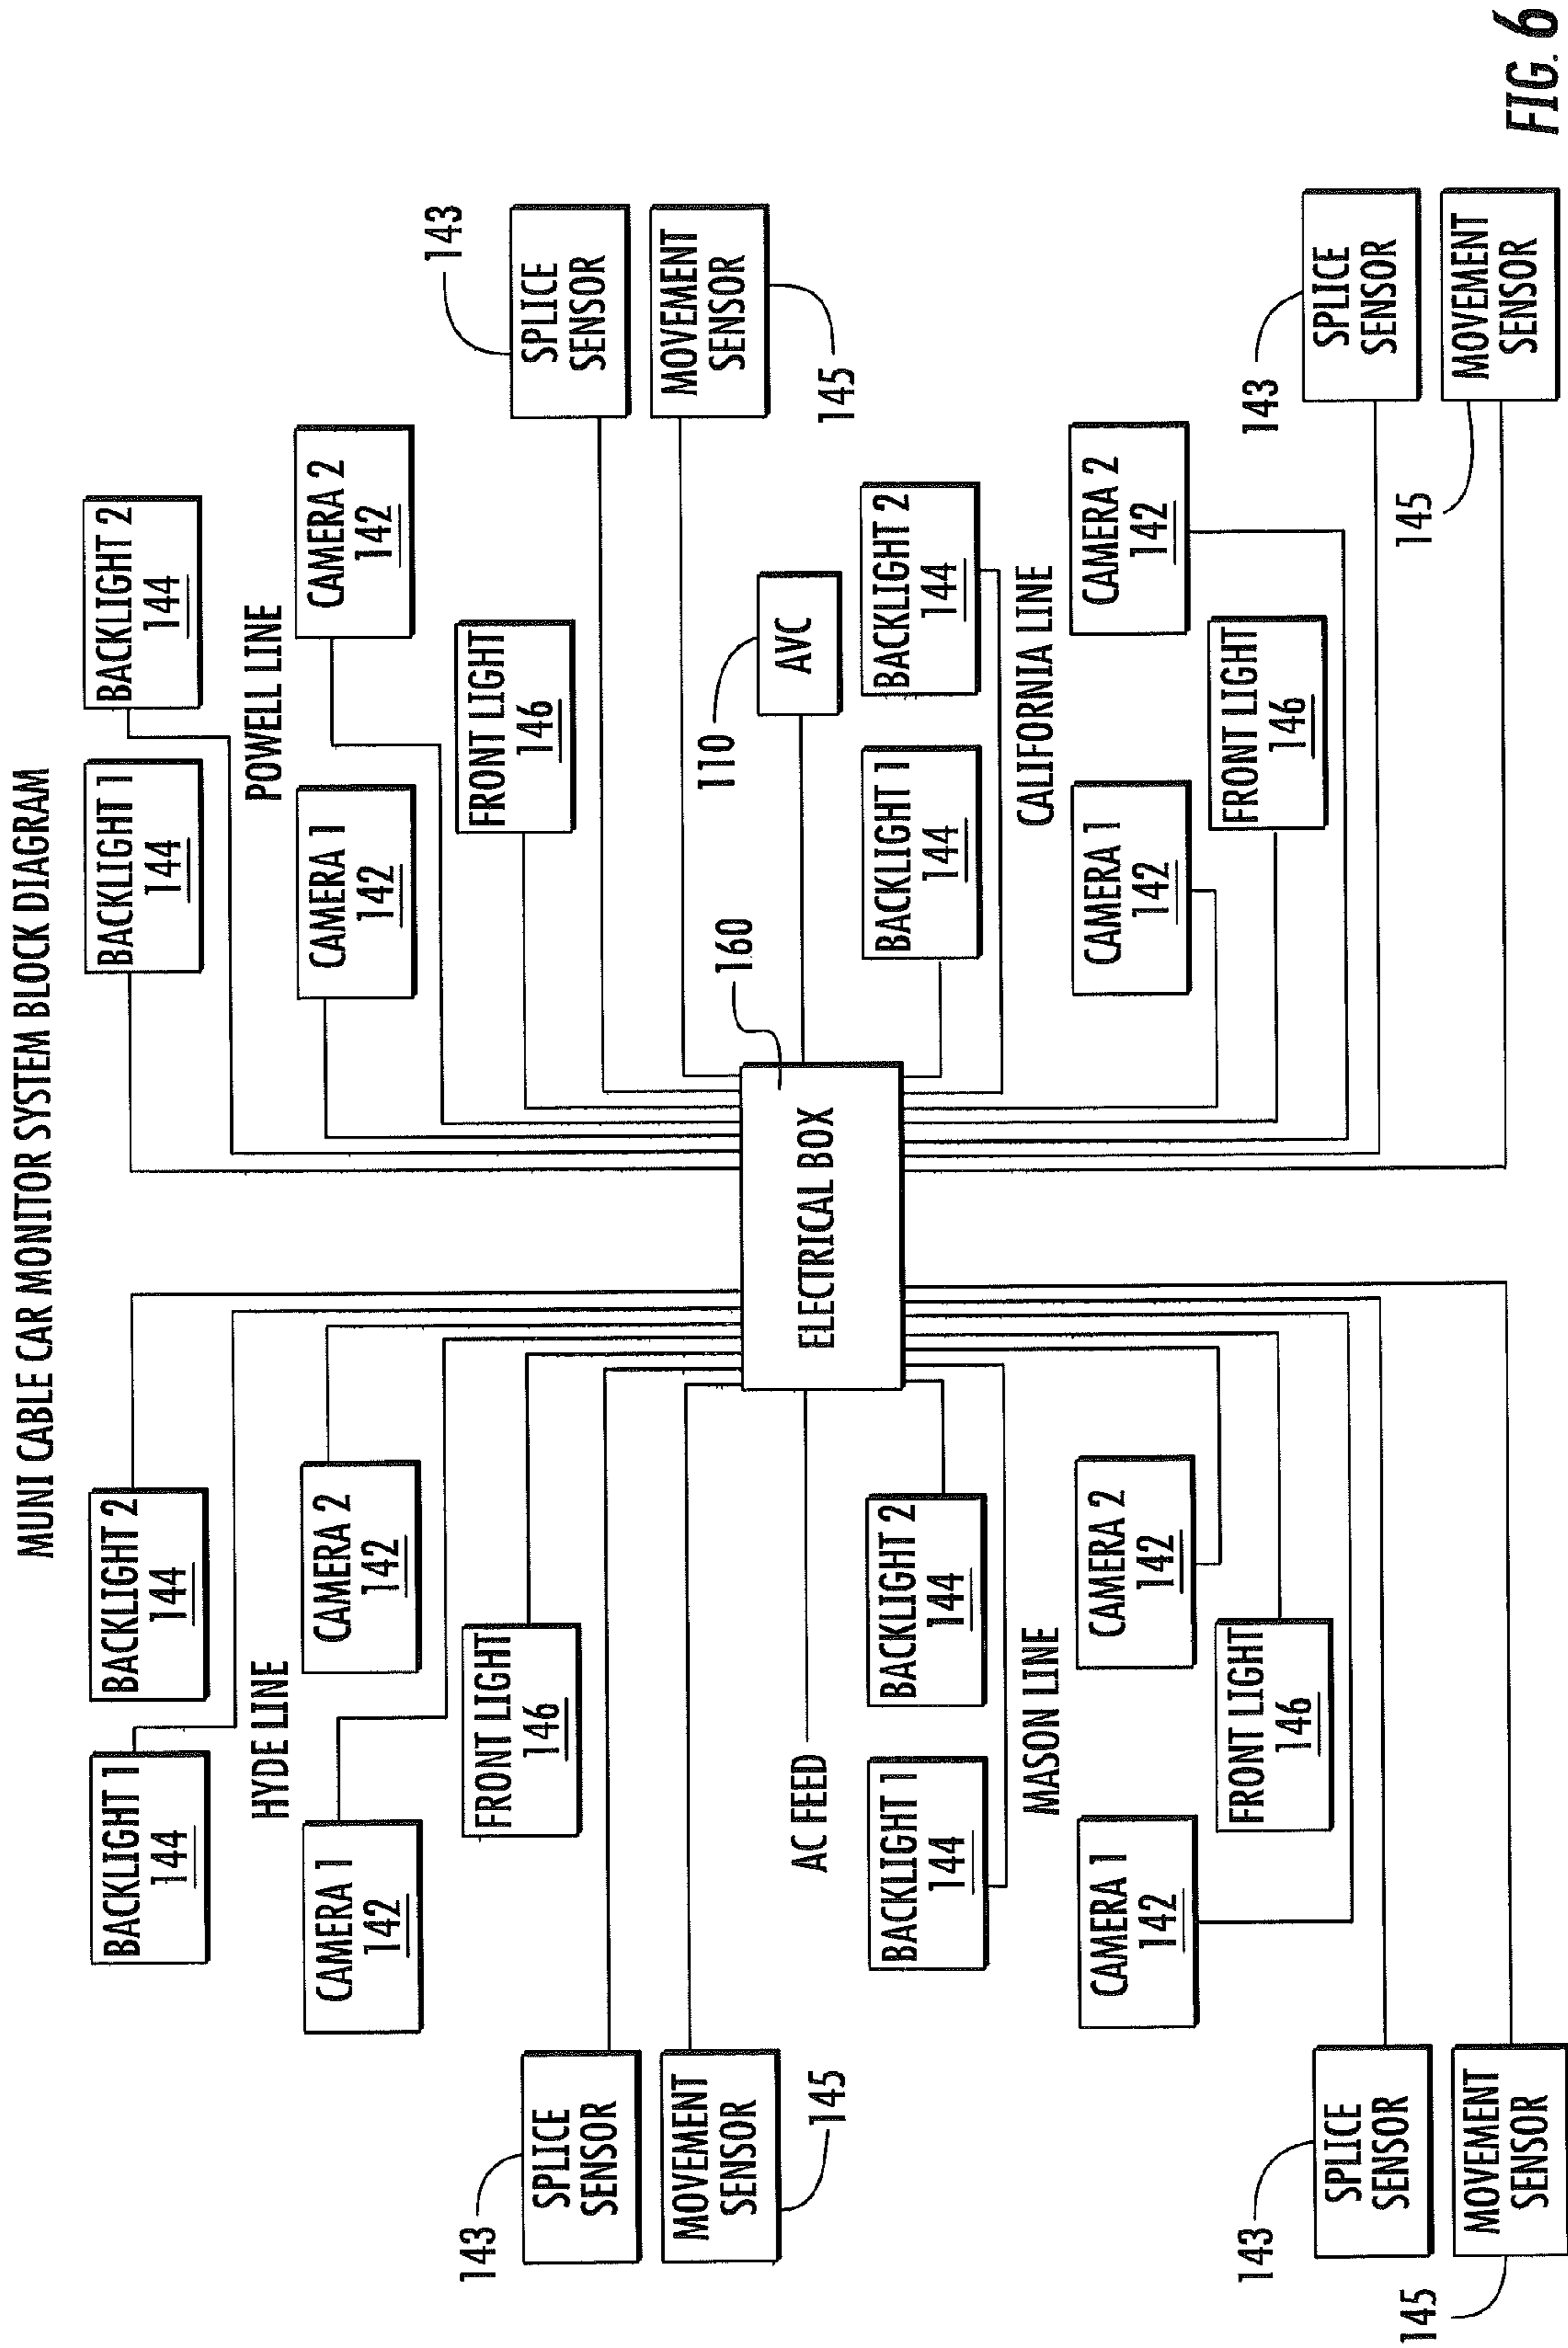 MUNI CABLE CAR MONITOR SYSTEM BLOCK DIAGRAM
BACKLIGHT 1
144
BACKLIGHT 2
144
HYDE LINE
CAMERA 1
142
CAMERA 2
142
FRONT LIGHT
146
143
SPLICE
SENSOR
MOVEMENT
SENSOR
145
BACKLIGHT 1
144
BACKLIGHT 2
144
POWELL LINE
CAMERA 1
142
CAMERA 2
142
FRONT LIGHT
146
143
SPLICE
SENSOR
MOVEMENT
SENSOR
145
AC FEED
ELECTRICAL BOX
160
110
AVC
BACKLIGHT 1
144
BACKLIGHT 2
144
MASON LINE
CAMERA 1
142
CAMERA 2
142
FRONT LIGHT
146
143
SPLICE
SENSOR
145
MOVEMENT
SENSOR
BACKLIGHT 1
144
BACKLIGHT 2
144
CALIFORNIA LINE
CAMERA 1
142
CAMERA 2
142
FRONT LIGHT
146
143
SPLICE
SENSOR
145
MOVEMENT
SENSOR
FIG. 6